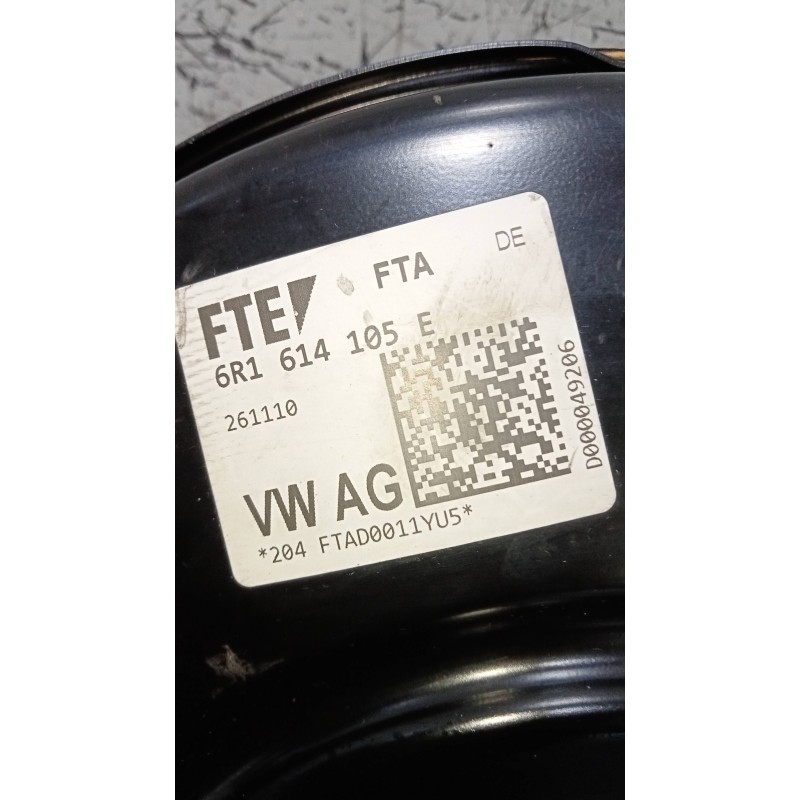 FTE FTA DE
6R1 614 105 E
261110
VW AG
*204 FTAD0011YU5*
D000049206